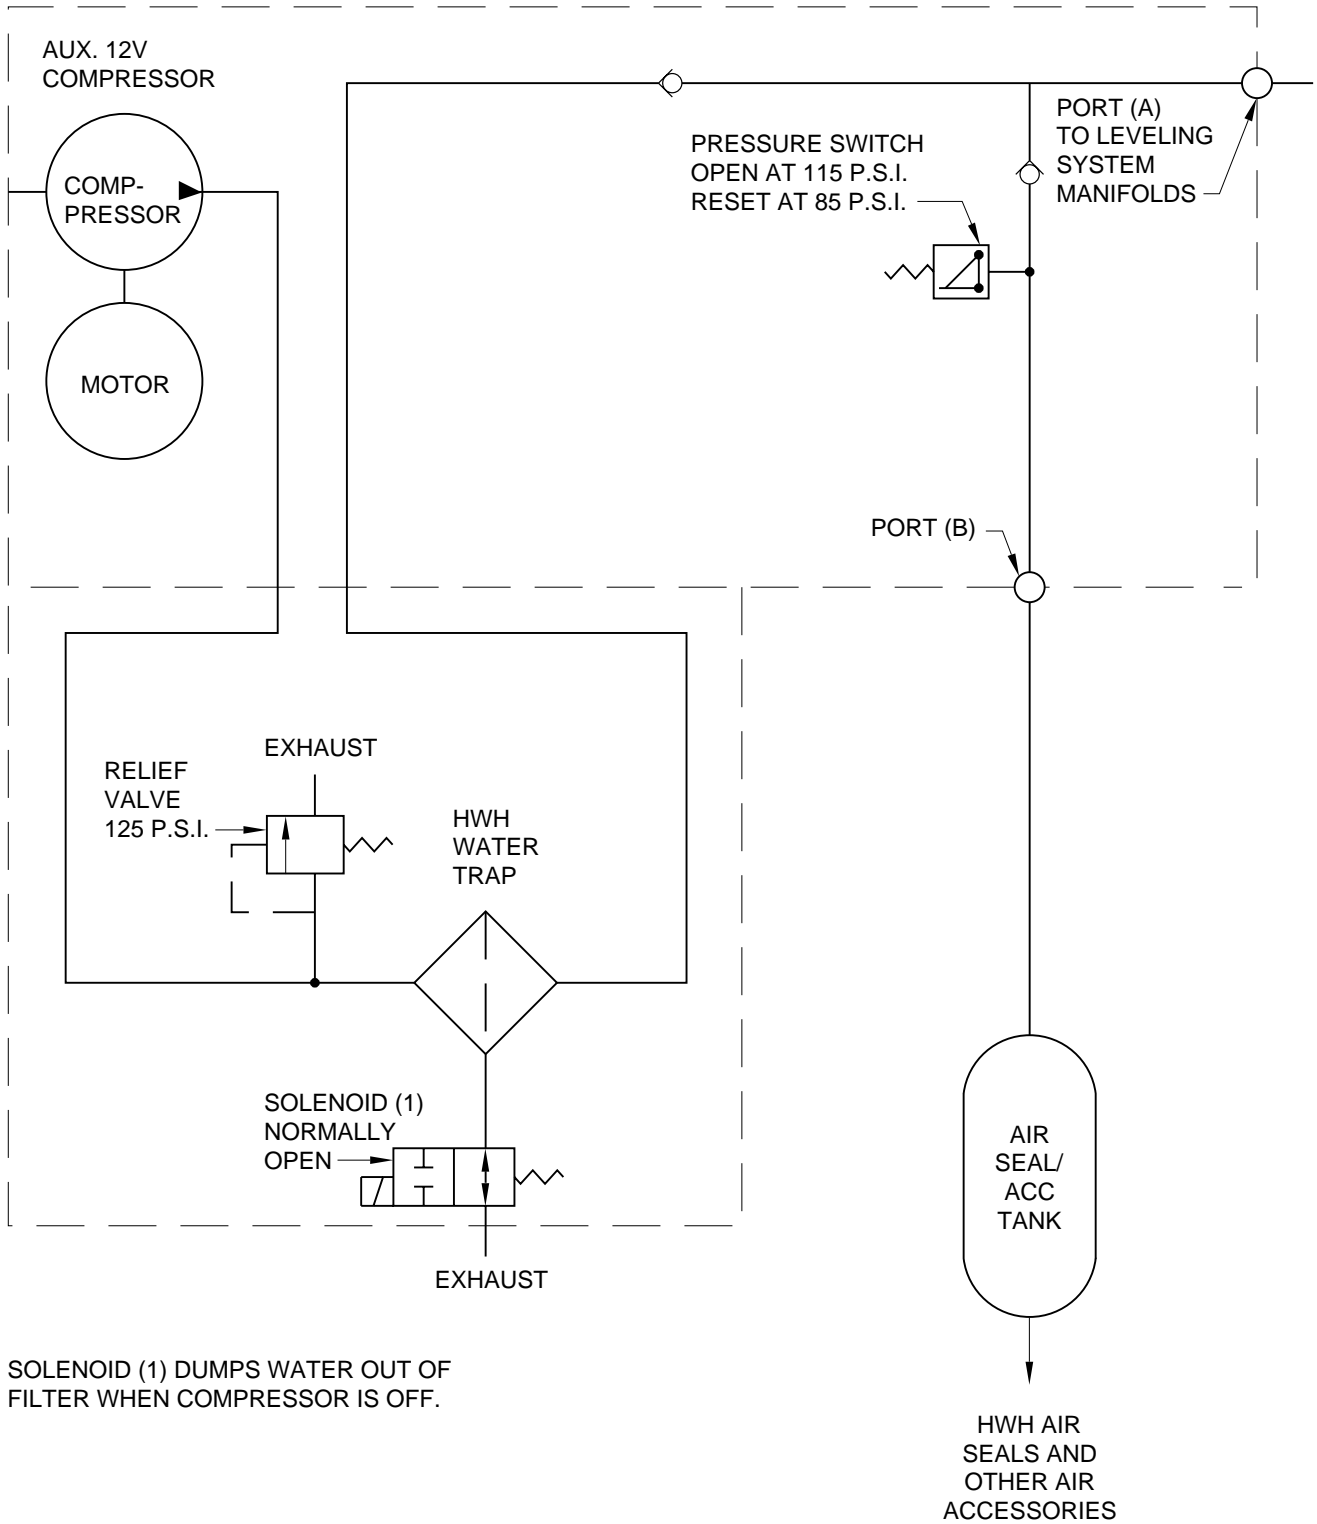 AUX. 12V
COMPRESSOR
COMP-
PRESSOR
MOTOR
PRESSURE SWITCH
OPEN AT 115 P.S.I.
RESET AT 85 P.S.I.
PORT (A)
TO LEVELING
SYSTEM
MANIFOLDS
PORT (B)
EXHAUST
RELIEF
VALVE
125 P.S.I.
HWH
WATER
TRAP
SOLENOID (1)
NORMALLY
OPEN
EXHAUST
AIR
SEAL/
ACC
TANK
SOLENOID (1) DUMPS WATER OUT OF
FILTER WHEN COMPRESSOR IS OFF.
HWH AIR
SEALS AND
OTHER AIR
ACCESSORIES